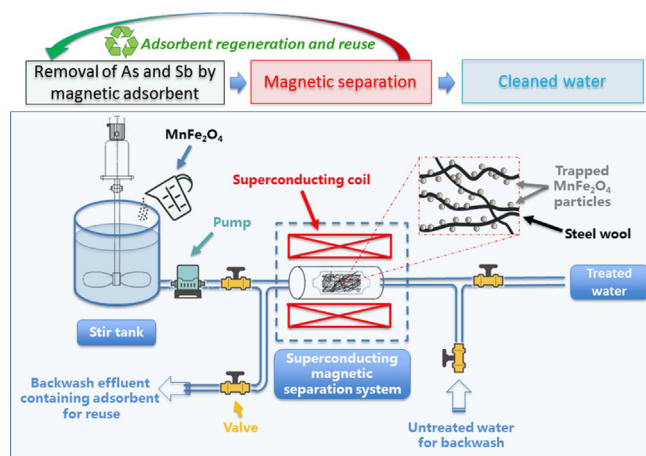 Adsorbent regeneration and reuse
Removal of As and Sb by
magnetic adsorbent
Magnetic separation
Cleaned water
MnFe₂O₄
Superconducting coil
Trapped
MnFe₂O₄
particles
Steel wool
Pump
Treated
water
Stir tank
Superconducting
magnetic
separation system
Backwash effluent
containing adsorbent
for reuse
Valve
Untreated water
for backwash